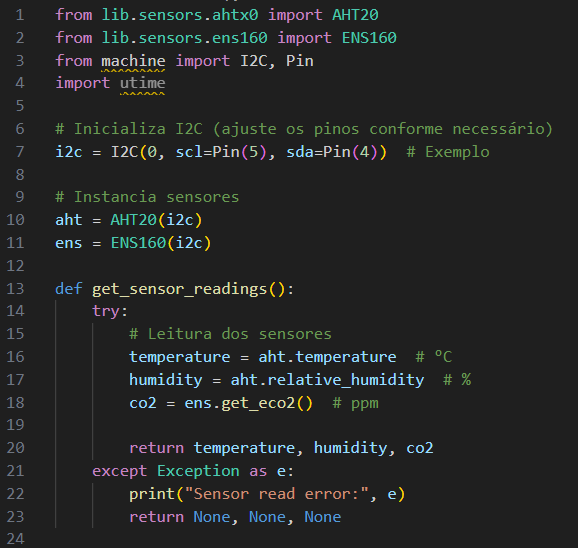 1 from lib.sensors.ahtx0 import AHT20
2 from lib.sensors.ens160 import ENS160
3 from machine import I2C, Pin
4 import utime
5
6 # Inicializa I2C (ajuste os pinos conforme necessário)
7 i2c = I2C(0, scl=Pin(5), sda=Pin(4))  # Exemplo
8
9 # Instancia sensores
10 aht = AHT20(i2c)
11 ens = ENS160(i2c)
12
13 def get_sensor_readings():
14     try:
15         # Leitura dos sensores
16         temperature = aht.temperature  # ºC
17         humidity = aht.relative_humidity  # %
18         co2 = ens.get_eco2()  # ppm
19
20         return temperature, humidity, co2
21     except Exception as e:
22         print("Sensor read error:", e)
23         return None, None, None
24